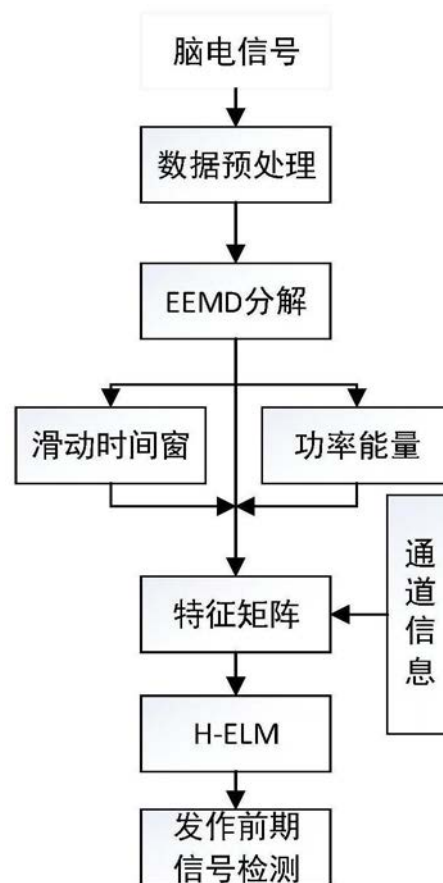 脑电信号
数据预处理
EEMD分解
滑动时间窗
功率能量
通道信息
特征矩阵
H-ELM
发作前期
信号检测